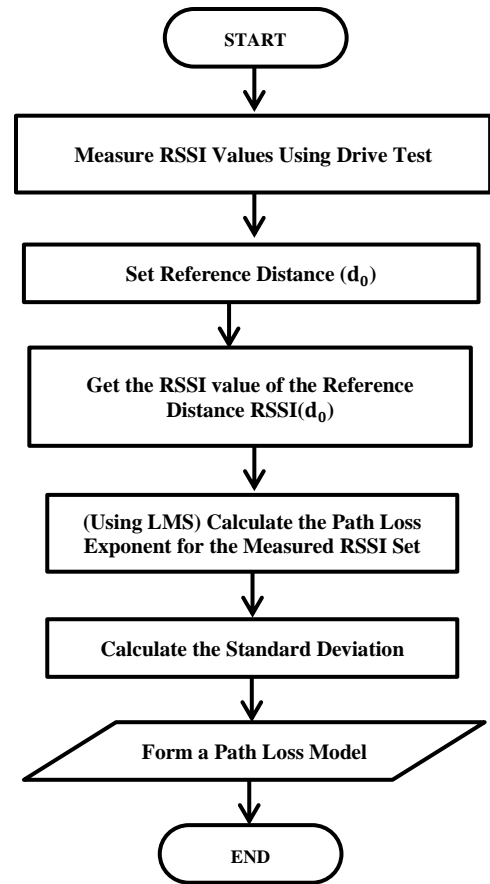 START
Measure RSSI Values Using Drive Test
Set Reference Distance (d₀)
Get the RSSI value of the Reference
Distance RSSI(d₀)
(Using LMS) Calculate the Path Loss
Exponent for the Measured RSSI Set
Calculate the Standard Deviation
Form a Path Loss Model
END